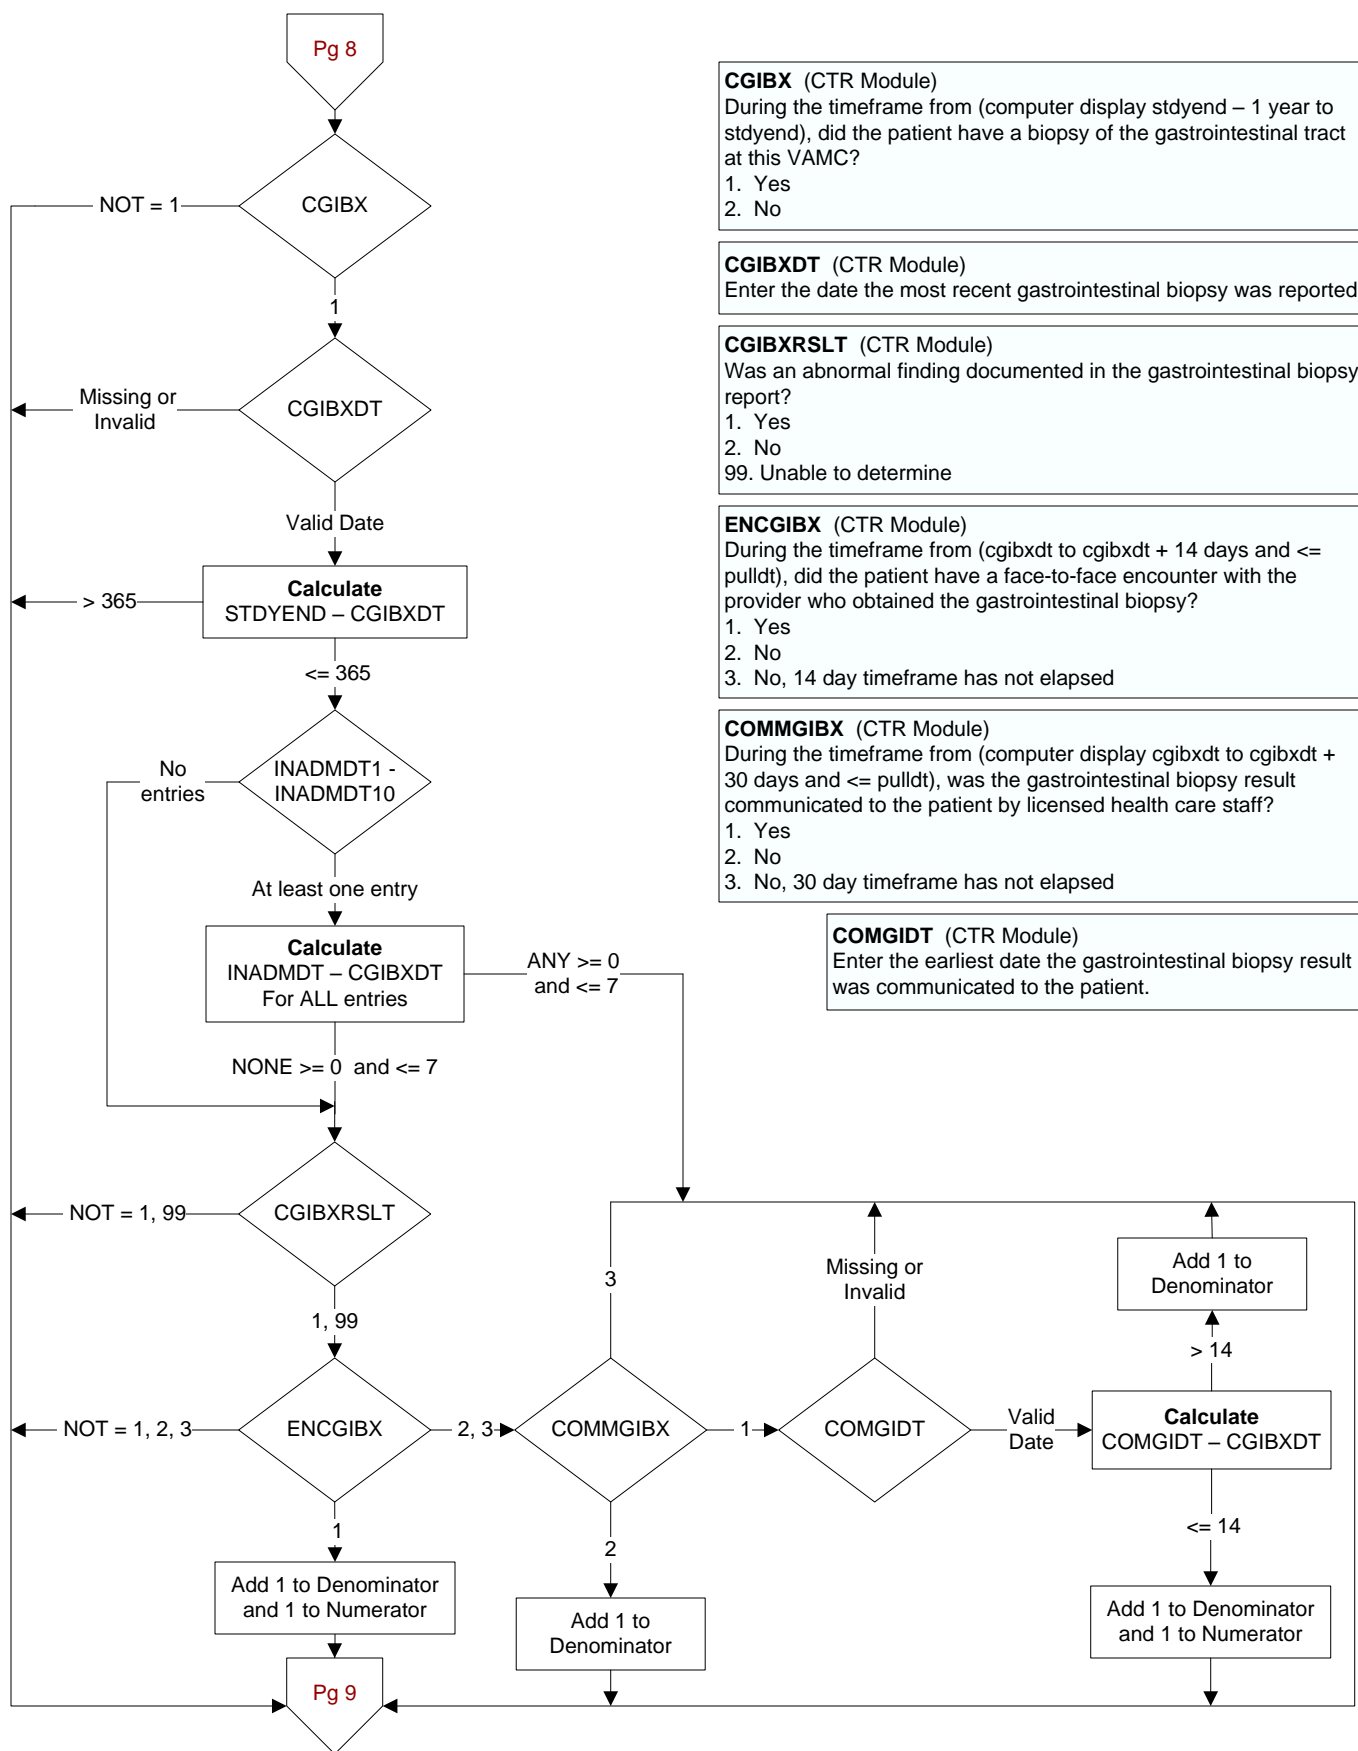 Pg 8
CGIBX
NOT = 1
1
CGIBXDT
Missing or
Invalid
Valid Date
Calculate
STDYEND – CGIBXDT
> 365
<= 365
INADMDT1 -
INADMDT10
No
entries
At least one entry
Calculate
INADMDT – CGIBXDT
For ALL entries
ANY >= 0
and <= 7
NONE >= 0 and <= 7
CGIBXRSLT
NOT = 1, 99
1, 99
ENCGIBX
NOT = 1, 2, 3
2, 3
1
Add 1 to Denominator
and 1 to Numerator
Pg 9
COMMGIBX
3
1
2
Add 1 to
Denominator
COMGIDT
Missing or
Invalid
Valid
Date
Calculate
COMGIDT – CGIBXDT
> 14
Add 1 to
Denominator
<= 14
Add 1 to Denominator
and 1 to Numerator
CGIBX (CTR Module)
During the timeframe from (computer display stdyend – 1 year to
stdyend), did the patient have a biopsy of the gastrointestinal tract
at this VAMC?
1. Yes
2. No
CGIBXDT (CTR Module)
Enter the date the most recent gastrointestinal biopsy was reported
CGIBXRSLT (CTR Module)
Was an abnormal finding documented in the gastrointestinal biopsy
report?
1. Yes
2. No
99. Unable to determine
ENCGIBX (CTR Module)
During the timeframe from (cgibxdt to cgibxdt + 14 days and <=
pulldt), did the patient have a face-to-face encounter with the
provider who obtained the gastrointestinal biopsy?
1. Yes
2. No
3. No, 14 day timeframe has not elapsed
COMMGIBX (CTR Module)
During the timeframe from (computer display cgibxdt to cgibxdt +
30 days and <= pulldt), was the gastrointestinal biopsy result
communicated to the patient by licensed health care staff?
1. Yes
2. No
3. No, 30 day timeframe has not elapsed
COMGIDT (CTR Module)
Enter the earliest date the gastrointestinal biopsy result
was communicated to the patient.